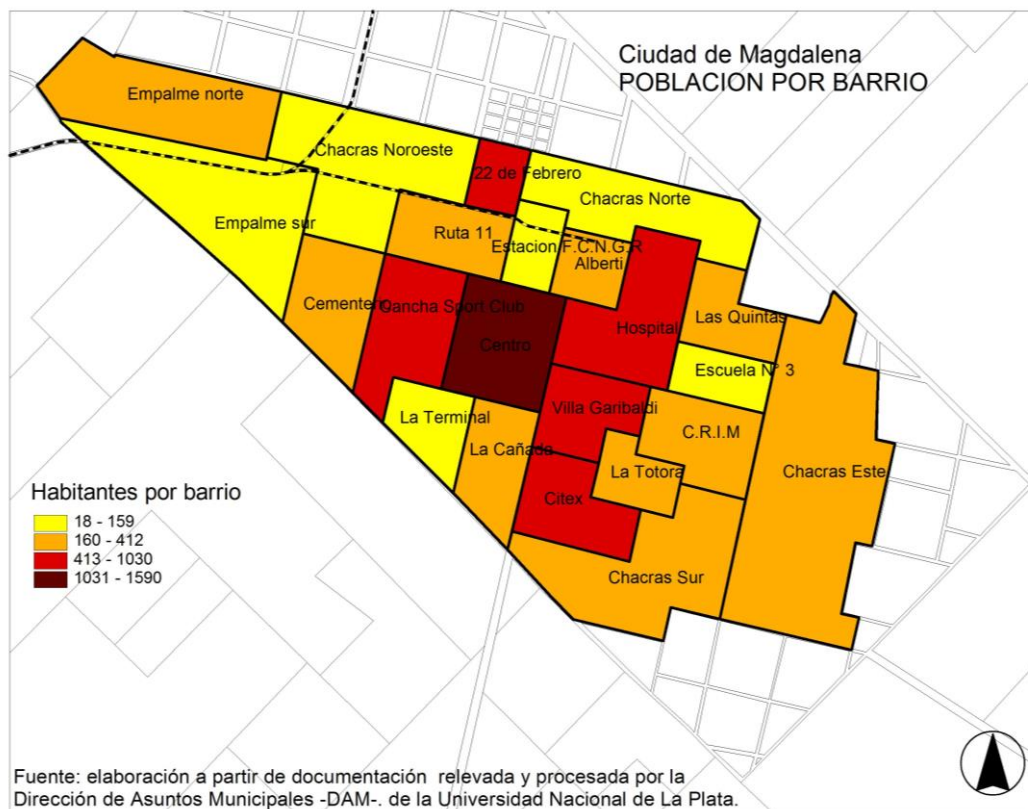 Ciudad de Magdalena
POBLACION POR BARRIO
Empalme norte
Chacras Noroeste
22 de Febrero
Chacras Norte
Empalme sur
Ruta 11
Estacion F.C.N.G.R
Alberti
Cementerio
Cancha Sport Club
Centro
Hospital
Las Quintas
Escuela N° 3
La Terminal
Villa Garibaldi
La Cañada
C.R.I.M
La Totora
Chacras Este
Citex
Chacras Sur
Habitantes por barrio
18 - 159
160 - 412
413 - 1030
1031 - 1590
Fuente: elaboración a partir de documentación relevada y procesada por la
Dirección de Asuntos Municipales -DAM-. de la Universidad Nacional de La Plata.